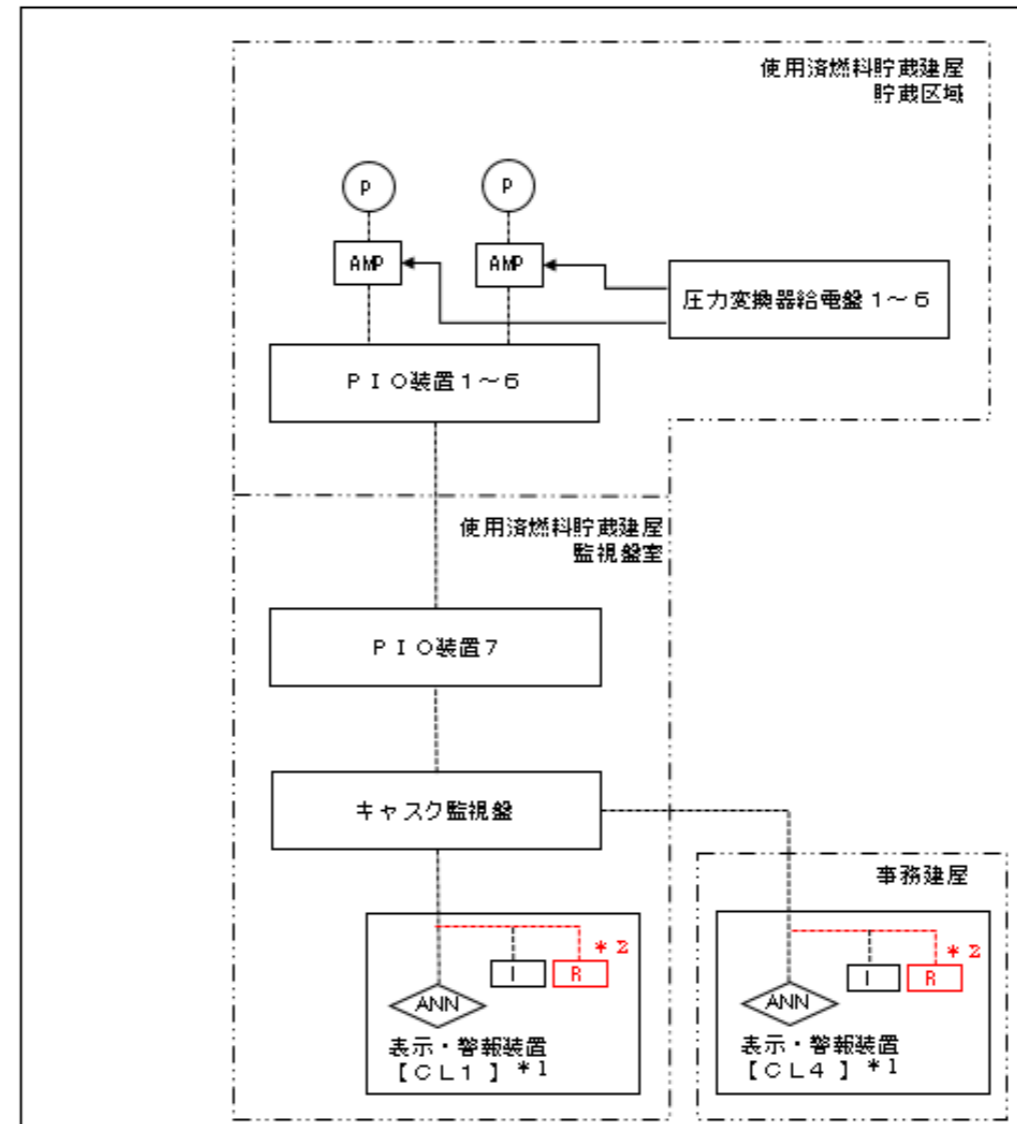 使用済燃料貯蔵建屋
貯蔵区域
P
P
AMP
AMP
圧力変換器給電盤1～6
PIO装置1～6
使用済燃料貯蔵建屋
監視盤室
PIO装置7
キャスク監視盤
事務建屋
*2
I
R
ANN
表示・警報装置
【CL1】*1
*2
I
R
ANN
表示・警報装置
【CL4】*1